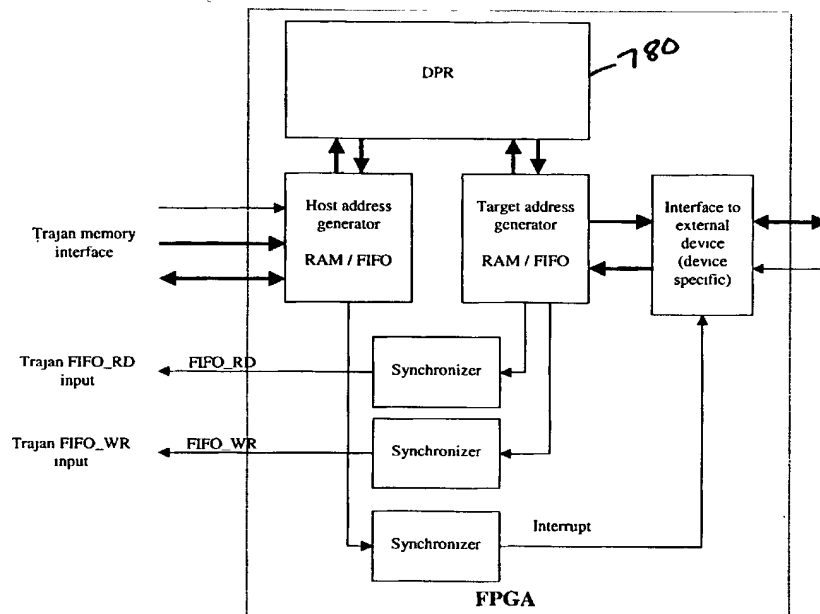 DPR
780
Host address
generator
RAM / FIFO
Target address
generator
RAM / FIFO
Interface to
external
device
(device
specific)
Trajan memory
interface
Trajan FIFO_RD
input
FIFO_RD
Synchronizer
Trajan FIFO_WR
input
FIFO_WR
Synchronizer
Synchronizer
Interrupt
FPGA